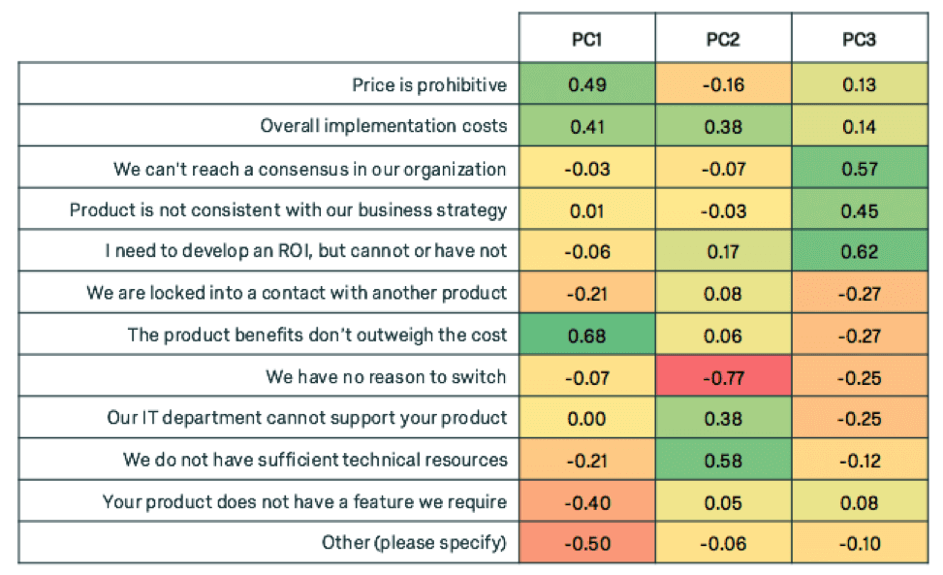 PC1 PC2 PC3
Price is prohibitive 0.49 -0.16 0.13
Overall implementation costs 0.41 0.38 0.14
We can't reach a consensus in our organization -0.03 -0.07 0.57
Product is not consistent with our business strategy 0.01 -0.03 0.45
I need to develop an ROI, but cannot or have not -0.06 0.17 0.62
We are locked into a contact with another product -0.21 0.08 -0.27
The product benefits don't outweigh the cost 0.68 0.06 -0.27
We have no reason to switch -0.07 -0.77 -0.25
Our IT department cannot support your product 0.00 0.38 -0.25
We do not have sufficient technical resources -0.21 0.58 -0.12
Your product does not have a feature we require -0.40 0.05 0.08
Other (please specify) -0.50 -0.06 -0.10